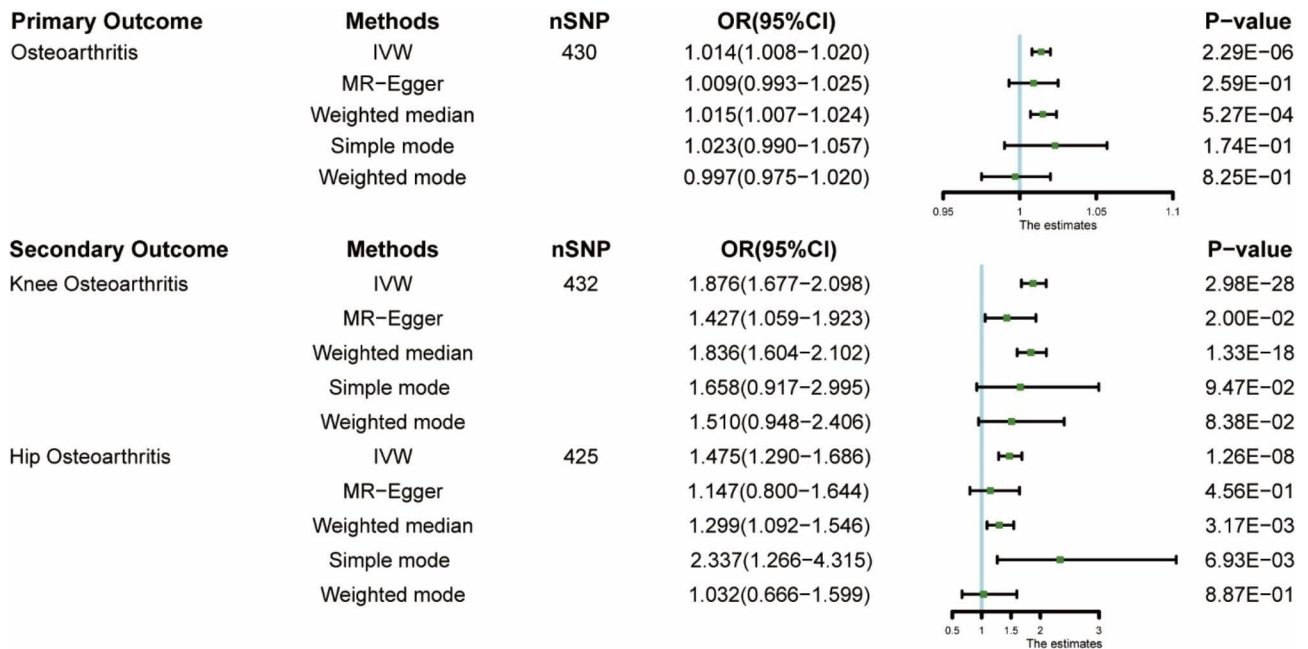 Primary Outcome Methods nSNP OR(95%CI) P−value
Osteoarthritis IVW 430 1.014(1.008−1.020) 2.29E−06
MR−Egger 1.009(0.993−1.025) 2.59E−01
Weighted median 1.015(1.007−1.024) 5.27E−04
Simple mode 1.023(0.990−1.057) 1.74E−01
Weighted mode 0.997(0.975−1.020) 8.25E−01
0.95 1 1.05 1.1
The estimates
Secondary Outcome Methods nSNP OR(95%CI) P−value
Knee Osteoarthritis IVW 432 1.876(1.677−2.098) 2.98E−28
MR−Egger 1.427(1.059−1.923) 2.00E−02
Weighted median 1.836(1.604−2.102) 1.33E−18
Simple mode 1.658(0.917−2.995) 9.47E−02
Weighted mode 1.510(0.948−2.406) 8.38E−02
Hip Osteoarthritis IVW 425 1.475(1.290−1.686) 1.26E−08
MR−Egger 1.147(0.800−1.644) 4.56E−01
Weighted median 1.299(1.092−1.546) 3.17E−03
Simple mode 2.337(1.266−4.315) 6.93E−03
Weighted mode 1.032(0.666−1.599) 8.87E−01
0.5 1 1.5 2 3
The estimates